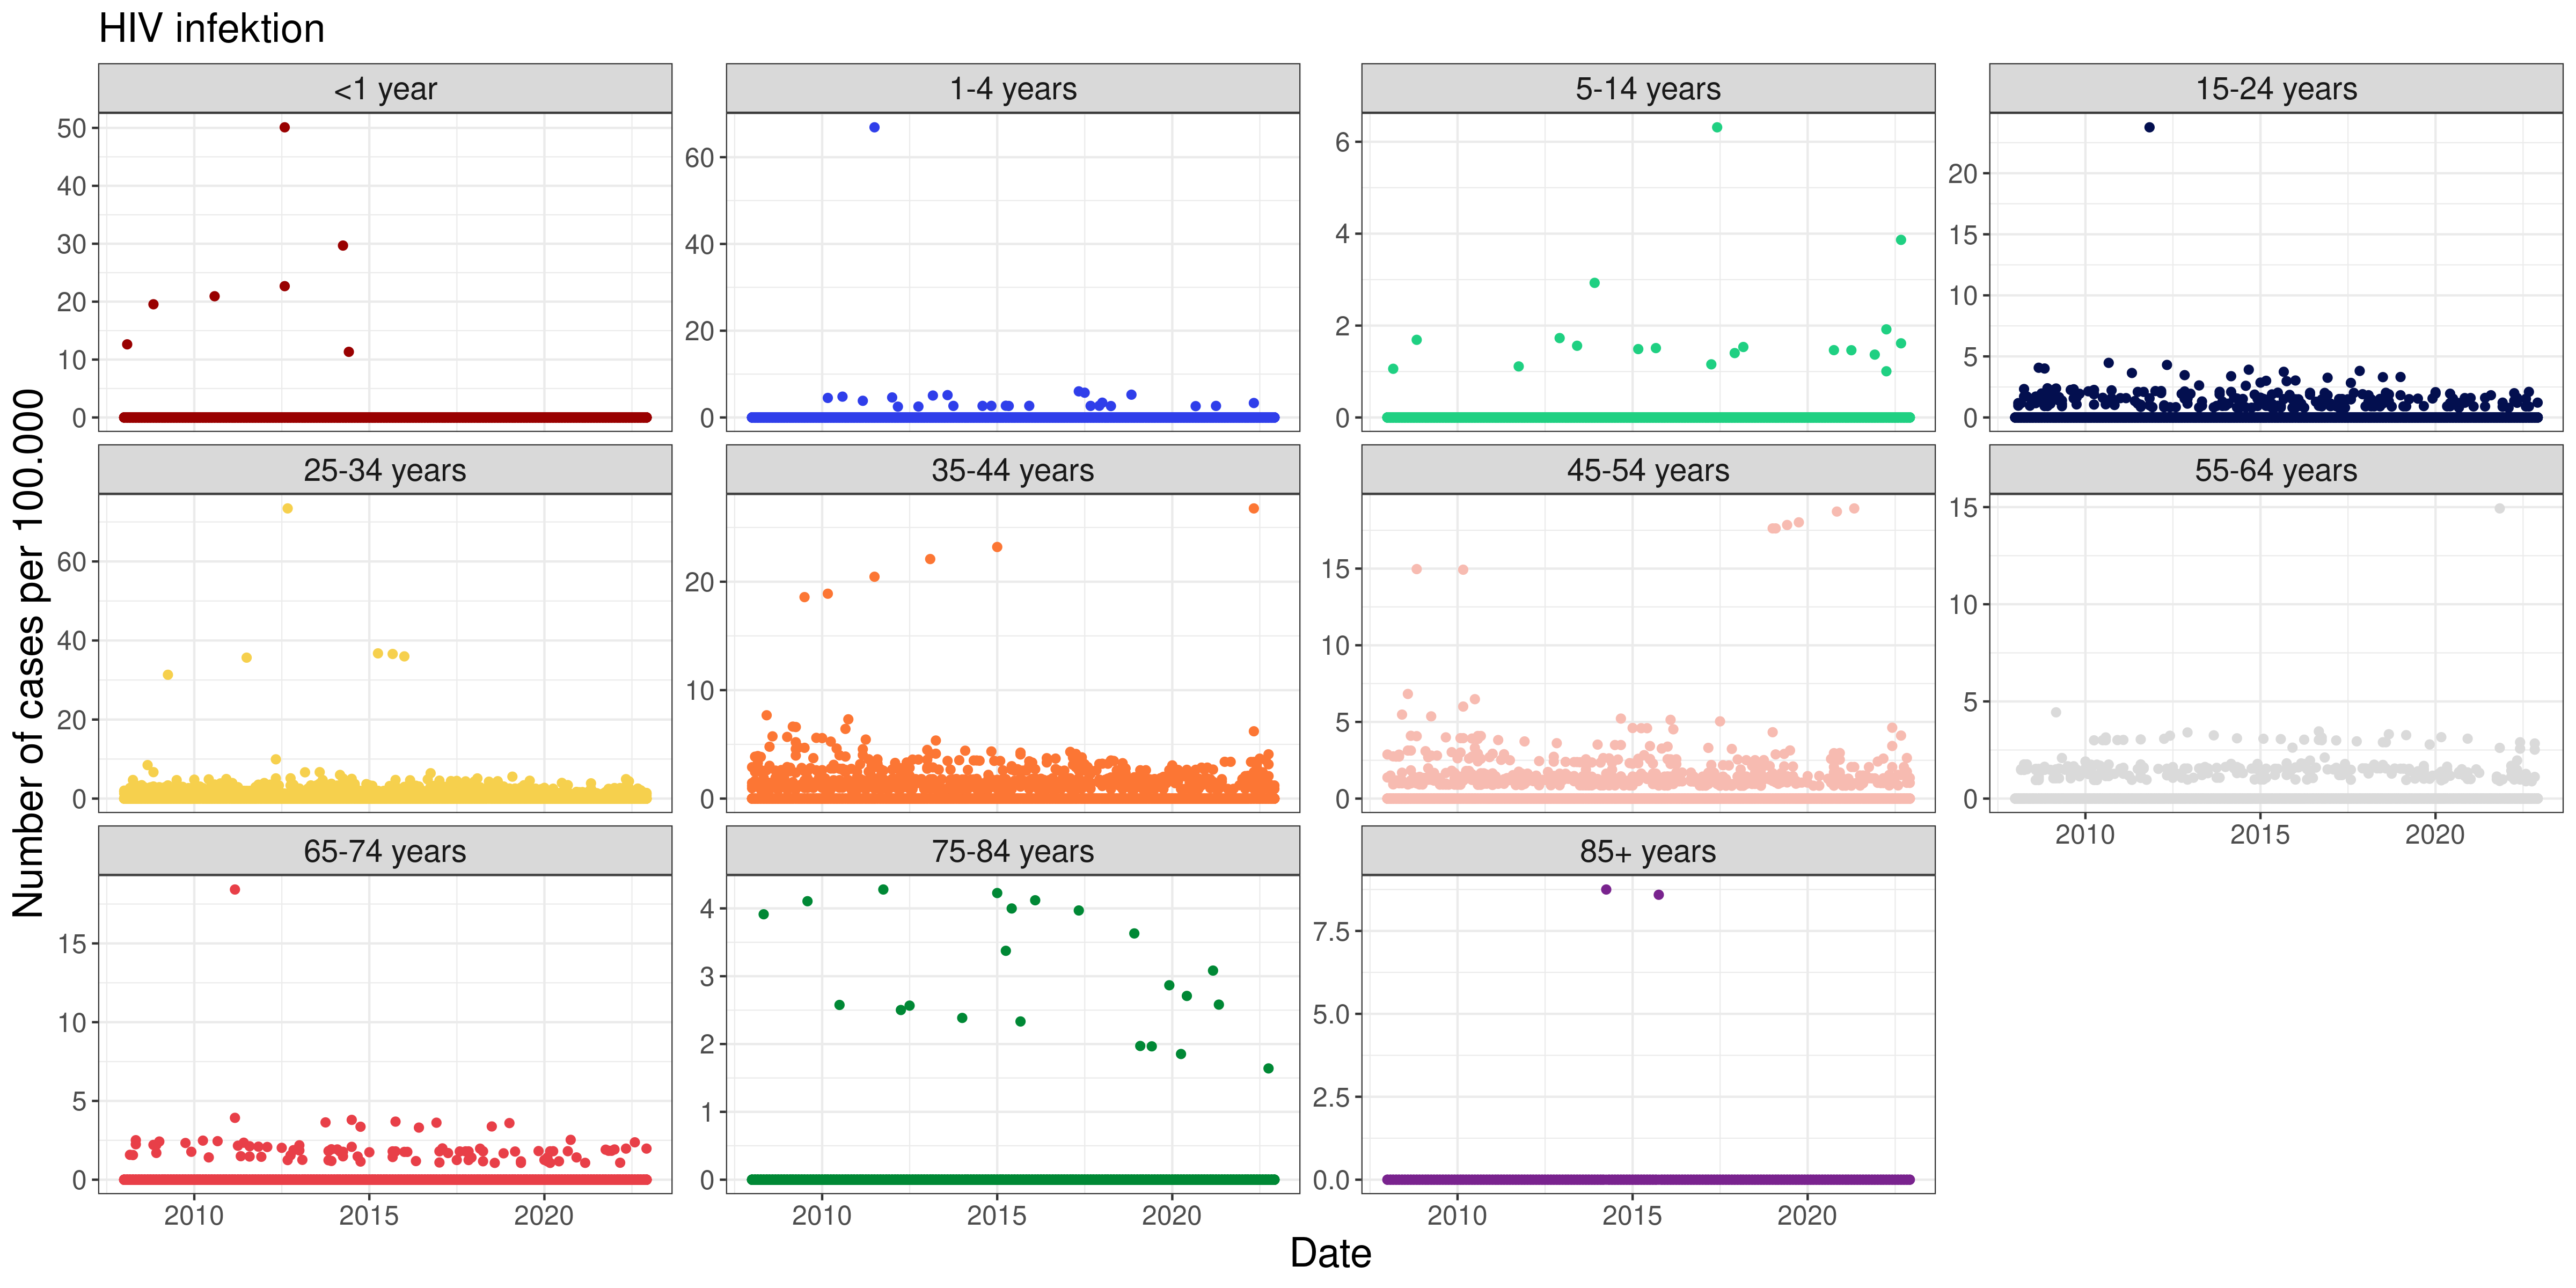 HIV infektion
<1 year
1-4 years
5-14 years
15-24 years
50
40
30
20
10
0
60
40
20
0
6
4
2
0
20
15
10
5
0
25-34 years
35-44 years
45-54 years
55-64 years
60
40
20
0
20
10
0
15
10
5
0
15
10
5
0
2010 2015 2020
65-74 years
75-84 years
85+ years
15
10
5
0
4
3
2
1
0
7.5
5.0
2.5
0.0
2010 2015 2020
2010 2015 2020
2010 2015 2020
Number of cases per 100.000
Date